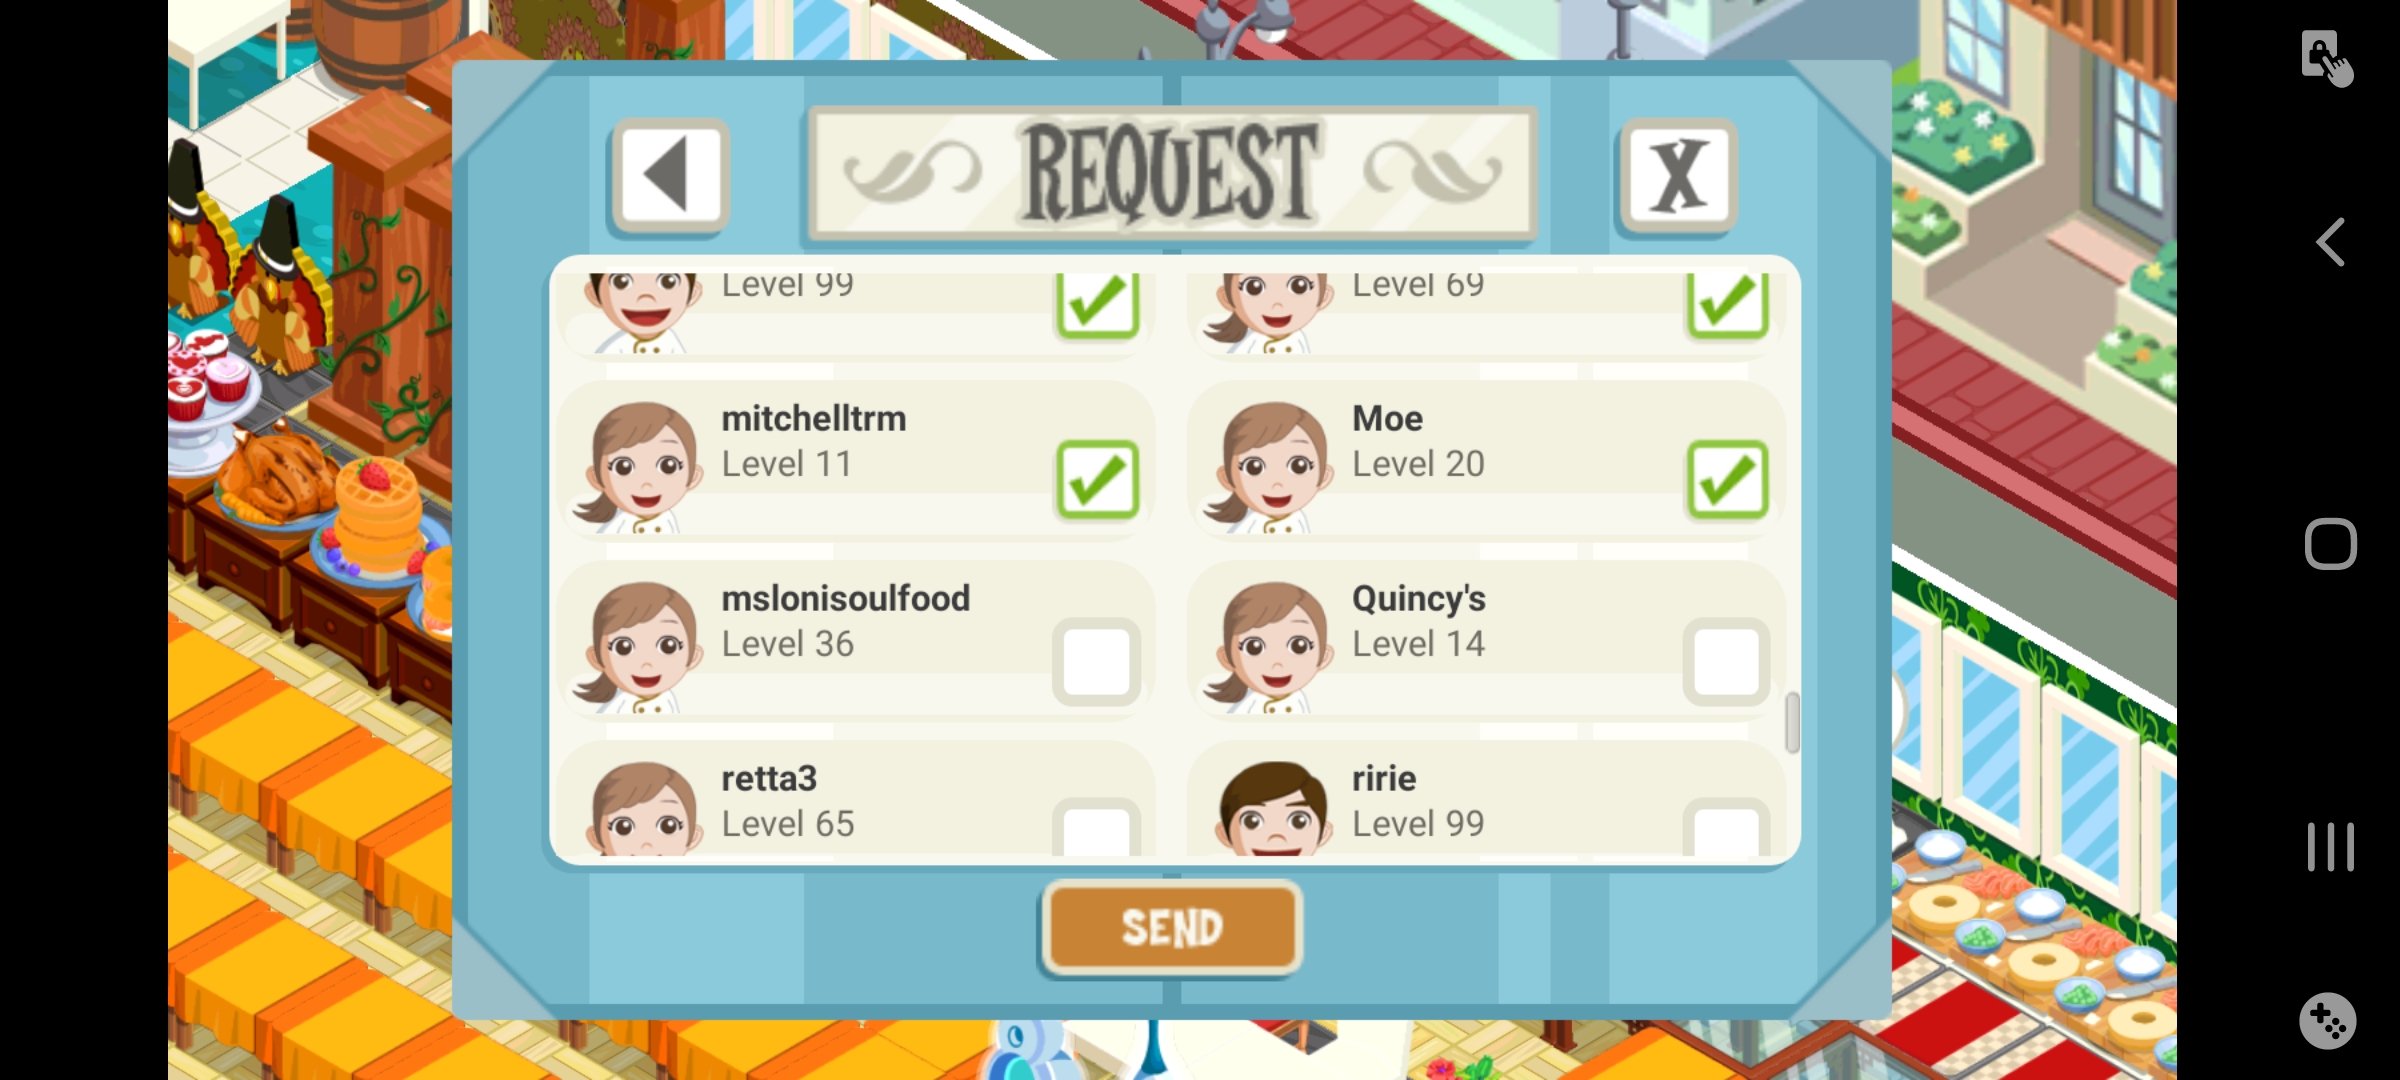 REQUEST
X
Level 99
Level 69
mitchelltrm
Level 11
Moe
Level 20
mslonisoulfood
Level 36
Quincy's
Level 14
retta3
Level 65
ririe
Level 99
SEND